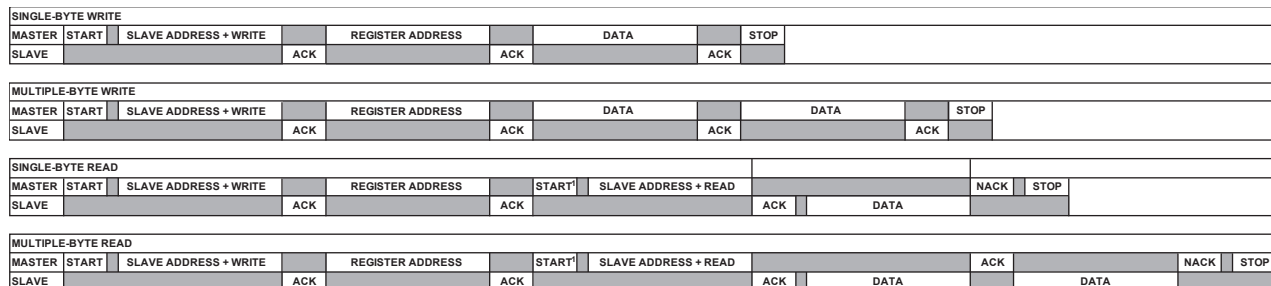 SINGLE-BYTE WRITE
MASTER START SLAVE ADDRESS + WRITE REGISTER ADDRESS DATA STOP
SLAVE ACK ACK ACK
MULTIPLE-BYTE WRITE
MASTER START SLAVE ADDRESS + WRITE REGISTER ADDRESS DATA DATA STOP
SLAVE ACK ACK ACK ACK
SINGLE-BYTE READ
MASTER START SLAVE ADDRESS + WRITE REGISTER ADDRESS START¹ SLAVE ADDRESS + READ NACK STOP
SLAVE ACK ACK ACK DATA
MULTIPLE-BYTE READ
MASTER START SLAVE ADDRESS + WRITE REGISTER ADDRESS START¹ SLAVE ADDRESS + READ ACK NACK STOP
SLAVE ACK ACK ACK DATA DATA